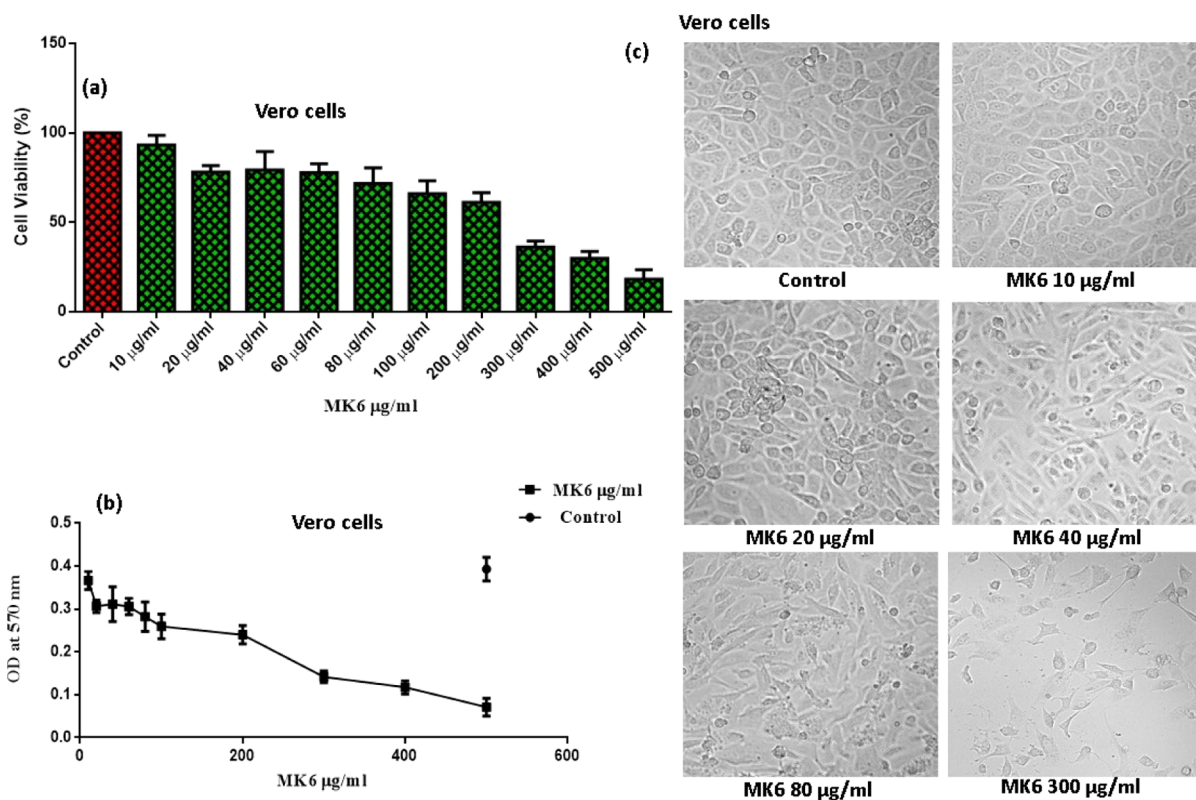 (a)
Vero cells
Cell Viability (%)
150
100
50
0
Control
10 µg/ml
20 µg/ml
40 µg/ml
60 µg/ml
80 µg/ml
100 µg/ml
200 µg/ml
300 µg/ml
400 µg/ml
500 µg/ml
MK6 µg/ml
(b)
Vero cells
MK6 µg/ml
Control
OD at 570 nm
0.5
0.4
0.3
0.2
0.1
0.0
0
200
400
600
MK6 µg/ml
(c)
Vero cells
Control
MK6 10 µg/ml
MK6 20 µg/ml
MK6 40 µg/ml
MK6 80 µg/ml
MK6 300 µg/ml